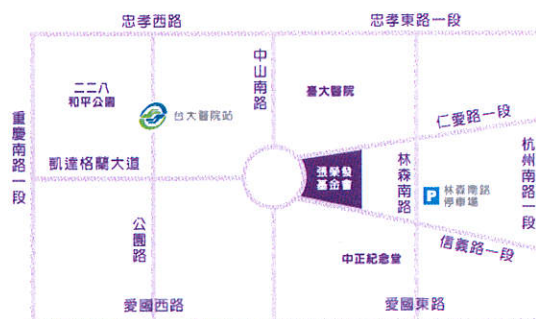 忠孝西路
忠孝東路一段
中山南路
二二八
和平公園
臺大醫院
台大醫院站
仁愛路一段
重慶南路一段
杭州南路一段
凱達格蘭大道
張榮發
基金會
林森南路
P
林森南路
停車場
公園路
信義路一段
中正紀念堂
愛國西路
愛國東路